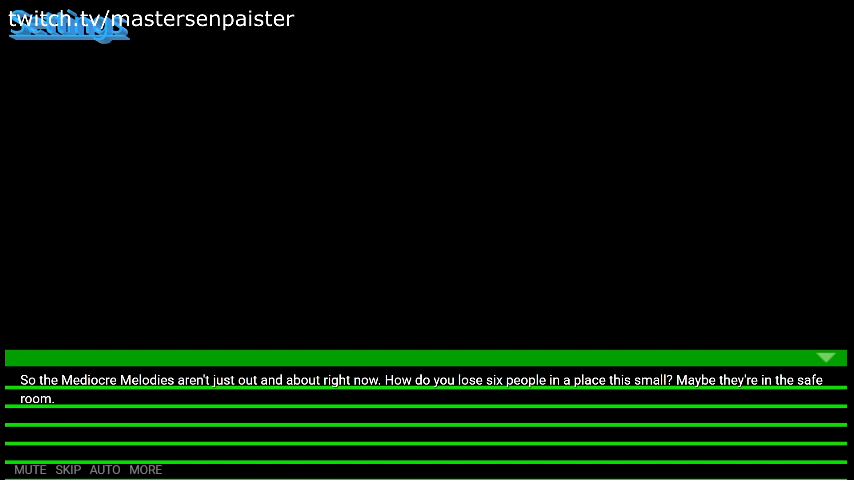 twitch.tv/mastersenpaister
Settings
So the Mediocre Melodies aren't just out and about right now. How do you lose six people in a place this small? Maybe they're in the safe
room.
MUTE SKIP AUTO MORE